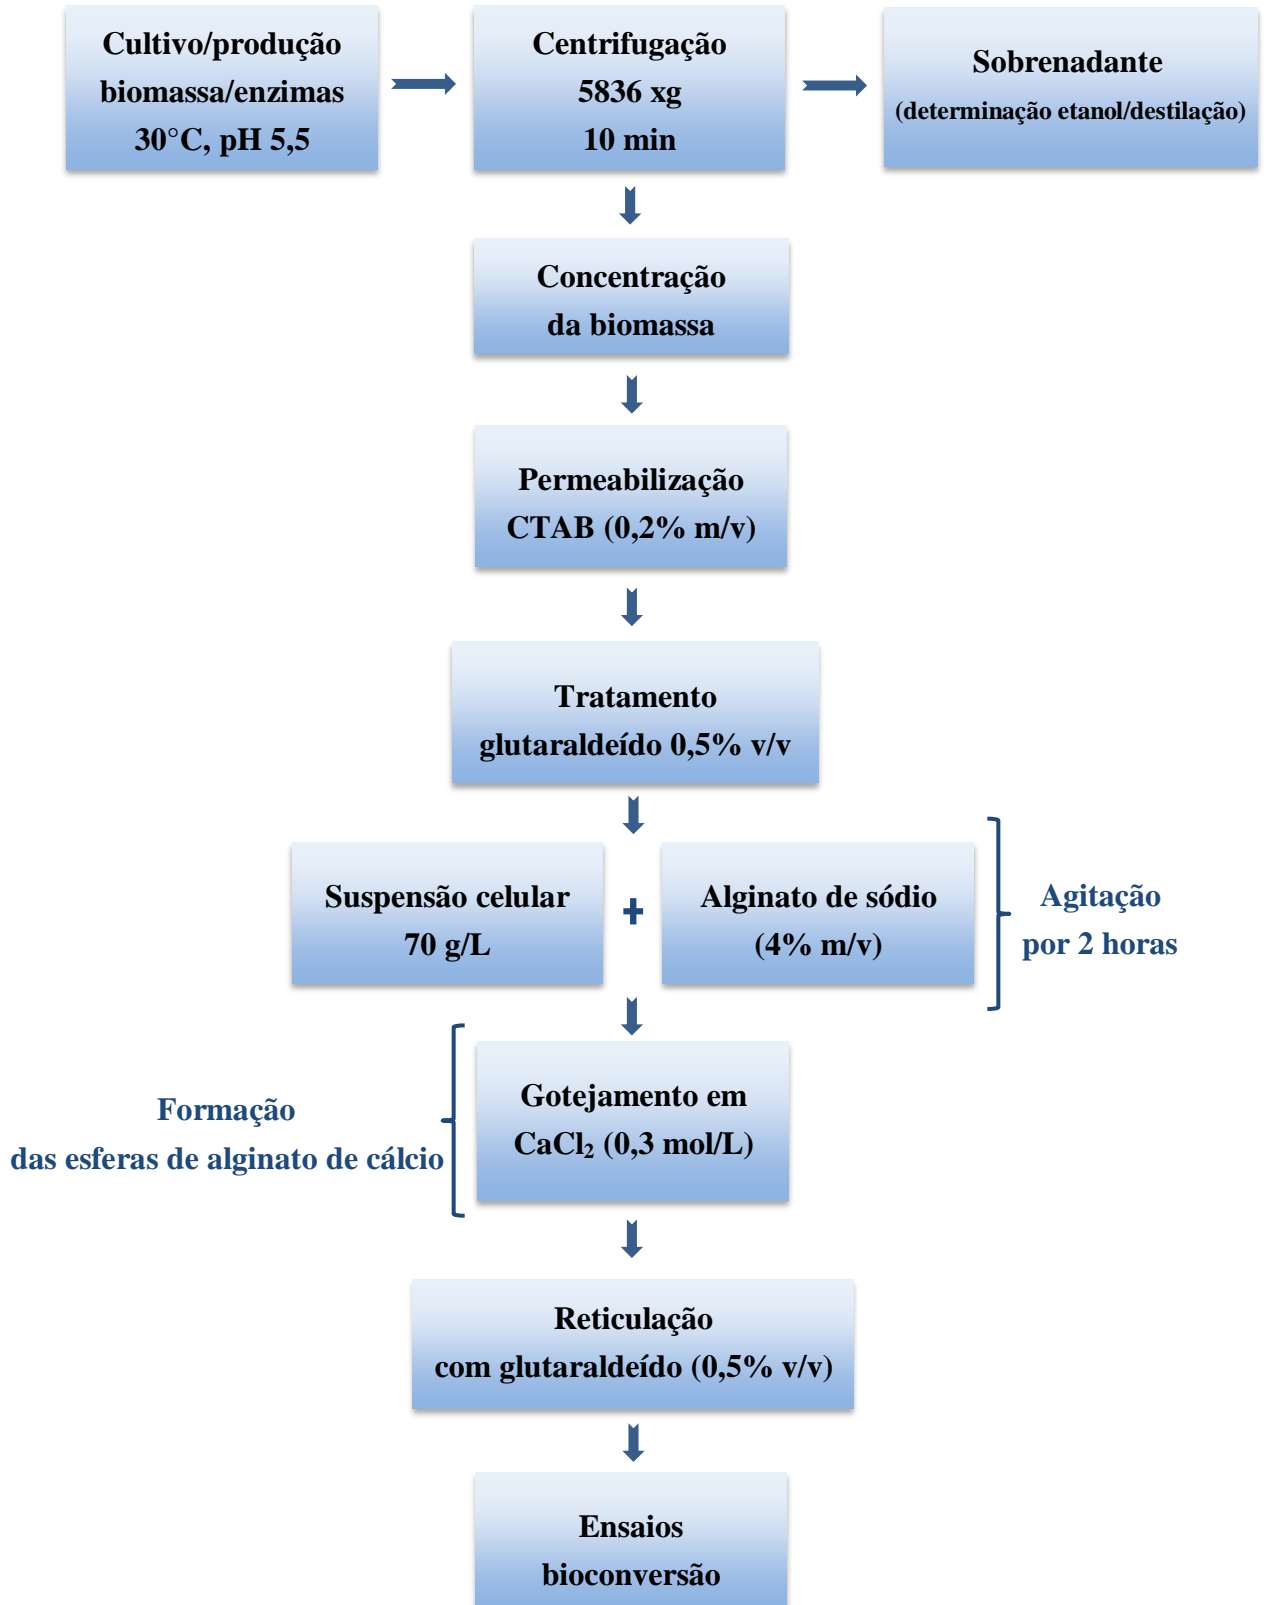 Cultivo/produção
biomassa/enzimas
30°C, pH 5,5
Centrifugação
5836 xg
10 min
Sobrenadante
(determinação etanol/destilação)
Concentração
da biomassa
Permeabilização
CTAB (0,2% m/v)
Tratamento
glutaraldeído 0,5% v/v
Suspensão celular
70 g/L
+
Alginato de sódio
(4% m/v)
Agitação
por 2 horas
Formação
das esferas de alginato de cálcio
Gotejamento em
CaCl₂ (0,3 mol/L)
Reticulação
com glutaraldeído (0,5% v/v)
Ensaios
bioconversão